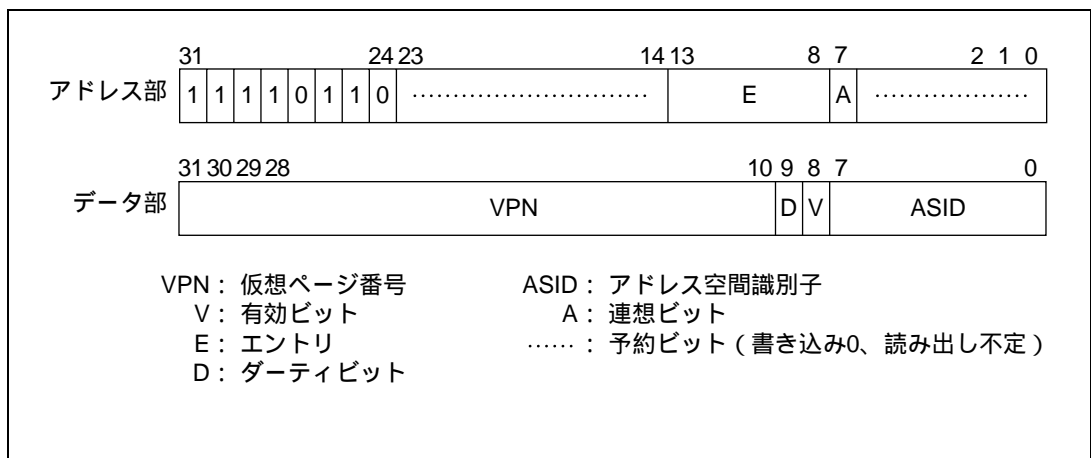 31 24 23 14 13 8 7 2 1 0
アドレス部 1 1 1 1 0 1 1 0 ………………………… E A …………………
31 30 29 28 10 9 8 7 0
データ部 VPN D V ASID
VPN： 仮想ページ番号 ASID： アドレス空間識別子
V： 有効ビット A： 連想ビット
E： エントリ ……： 予約ビット（書き込み0、読み出し不定）
D： ダーティビット